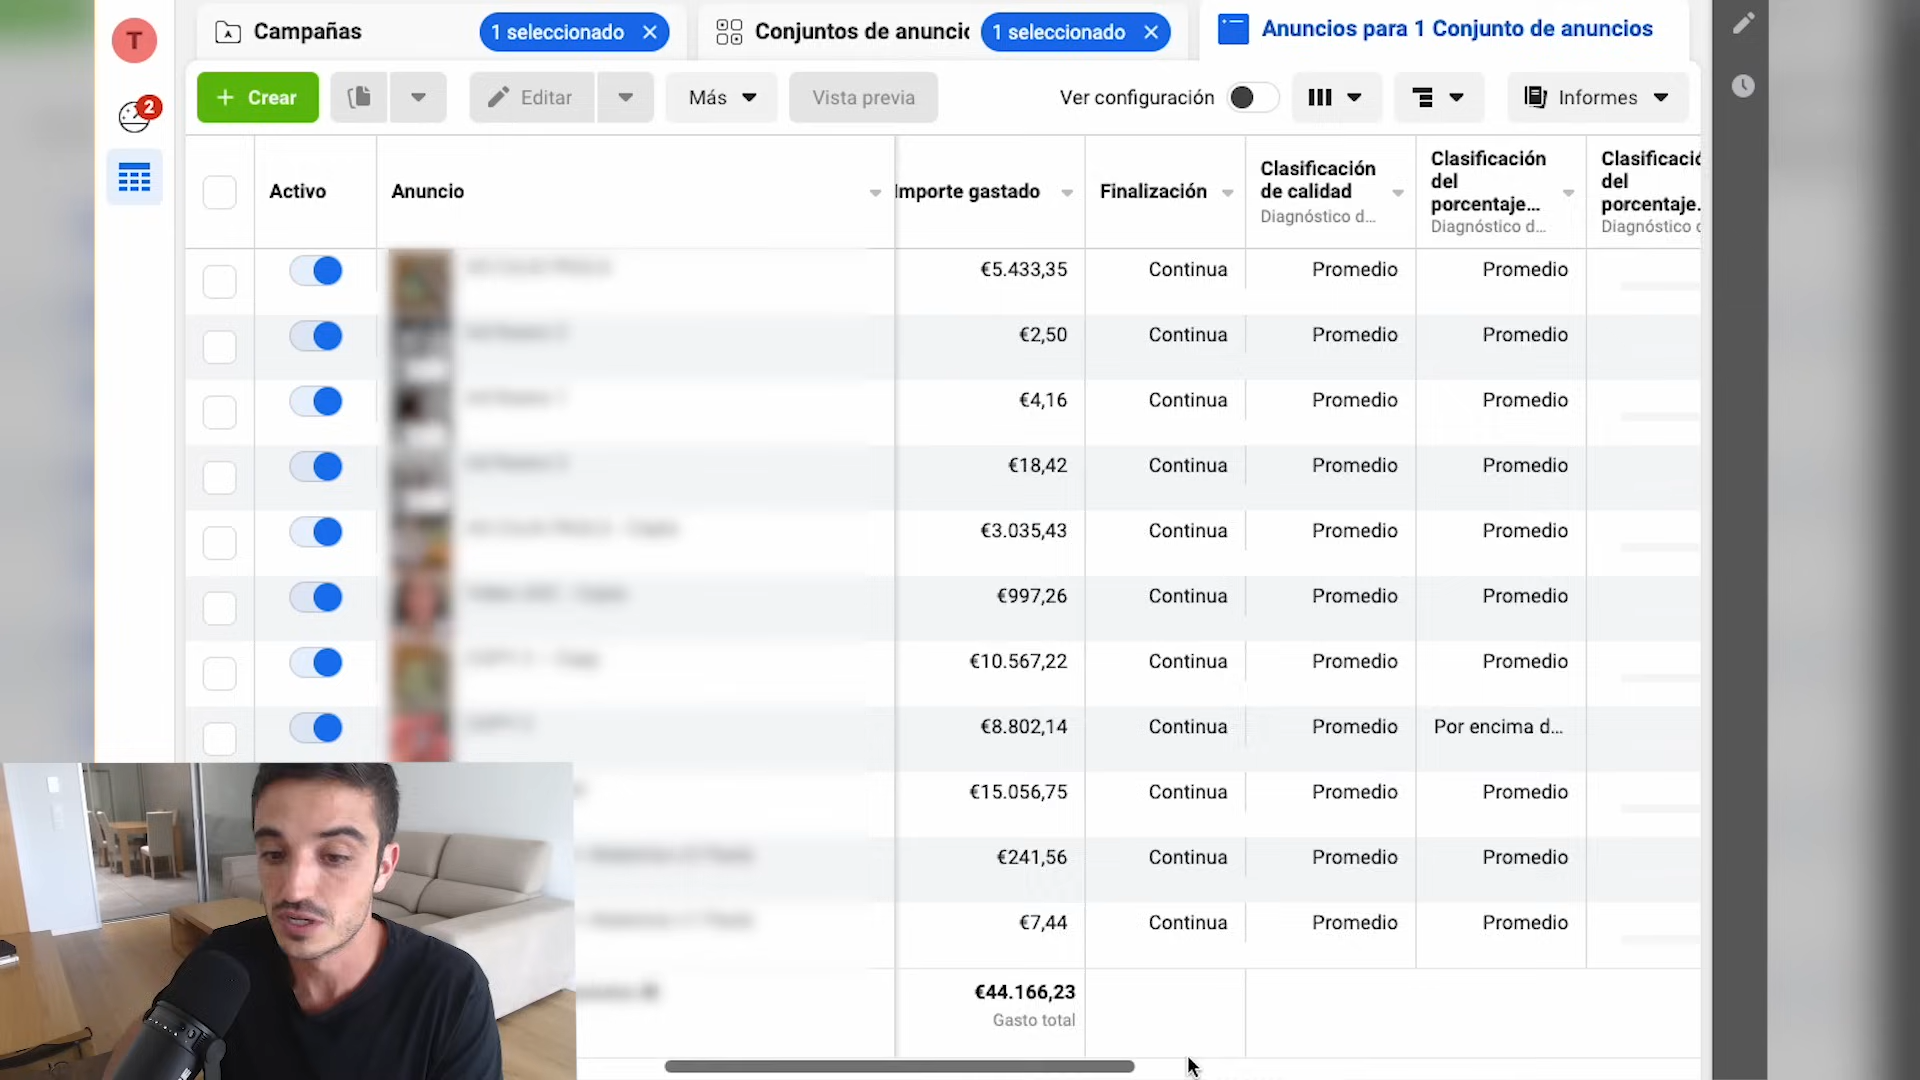 T
Campañas
1 seleccionado
Conjuntos de anuncio
1 seleccionado
Anuncios para 1 Conjunto de anuncios
2
Crear
Editar
Más
Vista previa
Ver configuración
Informes
Activo
Anuncio
Importe gastado
Finalización
Clasificación
de calidad
Diagnóstico d...
Clasificación
del
porcentaje...
Diagnóstico d...
Clasificació
del
porcentaje.
Diagnóstico d
€5.433,35 Continua Promedio Promedio
€2,50 Continua Promedio Promedio
€4,16 Continua Promedio Promedio
€18,42 Continua Promedio Promedio
€3.035,43 Continua Promedio Promedio
€997,26 Continua Promedio Promedio
€10.567,22 Continua Promedio Promedio
€8.802,14 Continua Promedio Por encima d...
€15.056,75 Continua Promedio Promedio
€241,56 Continua Promedio Promedio
€7,44 Continua Promedio Promedio
€44.166,23
Gasto total